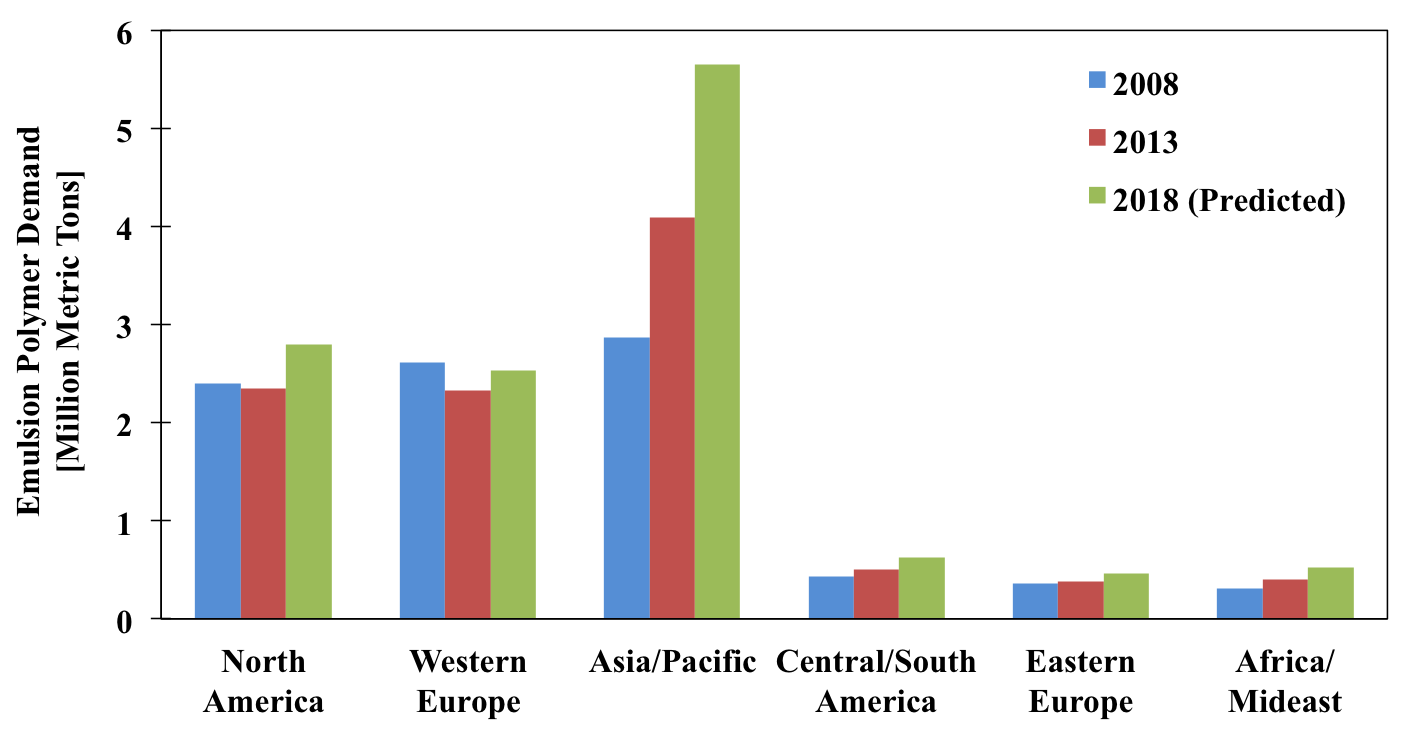 Emulsion Polymer Demand
[Million Metric Tons]
6
5
4
3
2
1
0
2008
2013
2018 (Predicted)
North
America
Western
Europe
Asia/Pacific
Central/South
America
Eastern
Europe
Africa/
Mideast